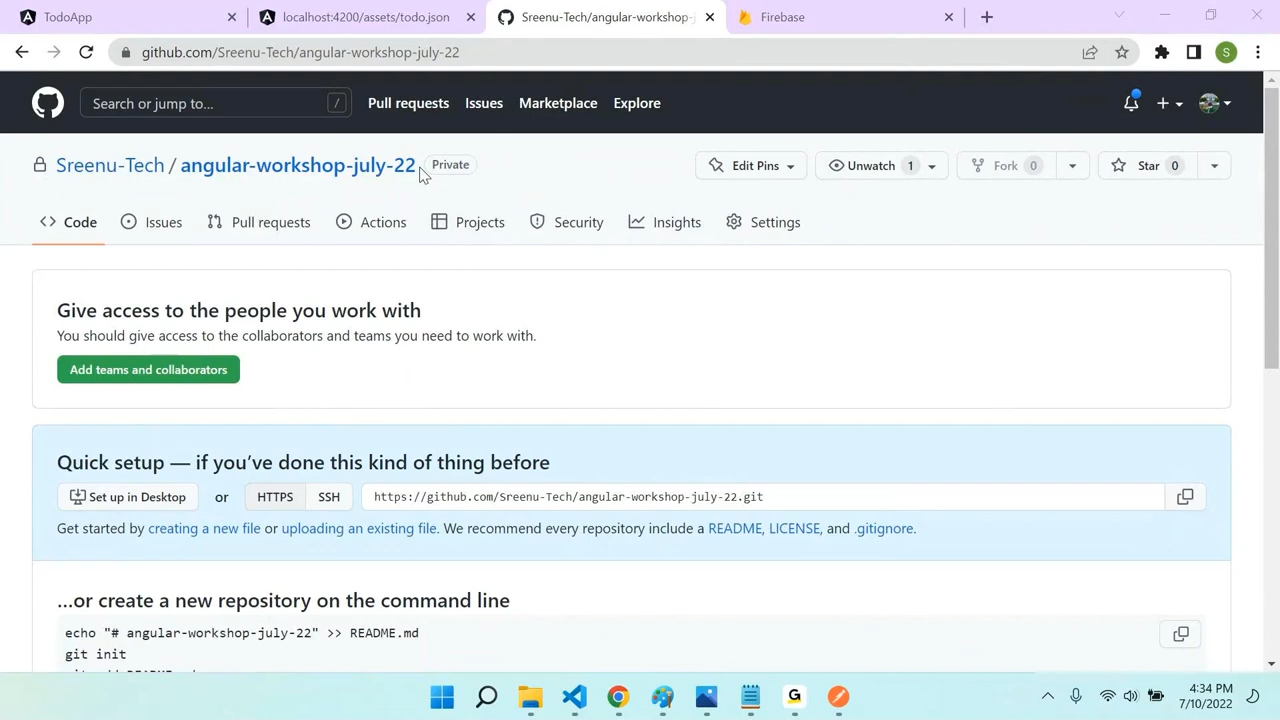 TodoApp
localhost:4200/assets/todo.json
Sreenu-Tech/angular-workshop-j
Firebase
github.com/Sreenu-Tech/angular-workshop-july-22
S
Search or jump to...
/
Pull requests
Issues
Marketplace
Explore
Sreenu-Tech / angular-workshop-july-22
Private
Edit Pins
Unwatch 1
Fork 0
Star 0
Code
Issues
Pull requests
Actions
Projects
Security
Insights
Settings
Give access to the people you work with
You should give access to the collaborators and teams you need to work with.
Add teams and collaborators
Quick setup — if you’ve done this kind of thing before
Set up in Desktop
or
HTTPS
SSH
https://github.com/Sreenu-Tech/angular-workshop-july-22.git
Get started by creating a new file or uploading an existing file. We recommend every repository include a README, LICENSE, and .gitignore.
…or create a new repository on the command line
echo "# angular-workshop-july-22" >> README.md
git init
G
4:34 PM
7/10/2022